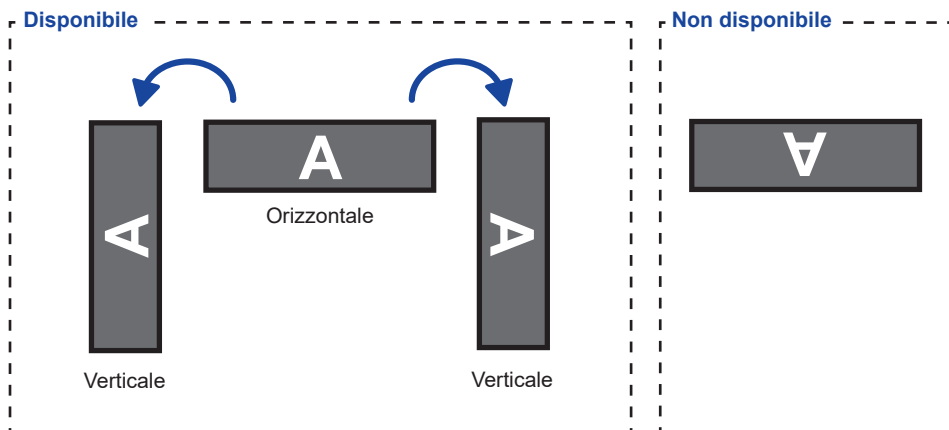 Disponibile
Non disponibile
A
A
A
A
Orizzontale
Verticale
Verticale